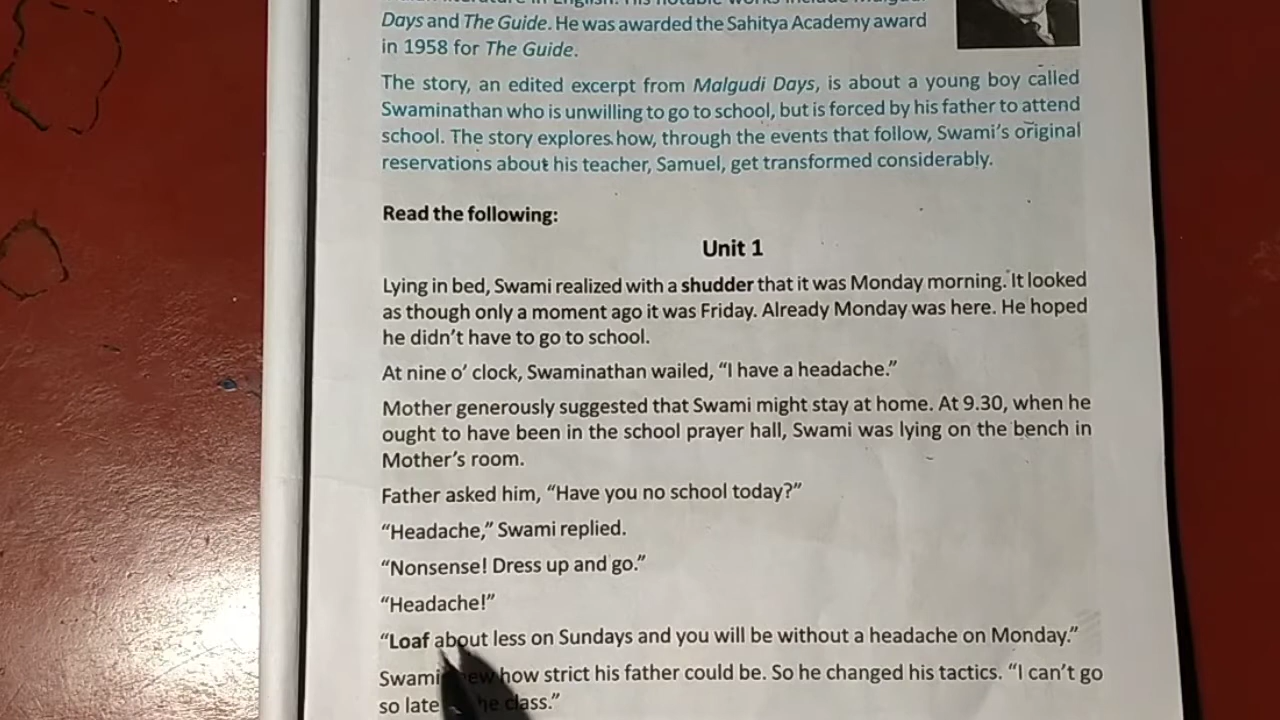 Days and The Guide. He was awarded the Sahitya Academy award
in 1958 for The Guide.
The story, an edited excerpt from Malgudi Days, is about a young boy called
Swaminathan who is unwilling to go to school, but is forced by his father to attend
school. The story explores how, through the events that follow, Swami's original
reservations about his teacher, Samuel, get transformed considerably.
Read the following:
Unit 1
Lying in bed, Swami realized with a shudder that it was Monday morning. It looked
as though only a moment ago it was Friday. Already Monday was here. He hoped
he didn't have to go to school.
At nine o' clock, Swaminathan wailed, “I have a headache.”
Mother generously suggested that Swami might stay at home. At 9.30, when he
ought to have been in the school prayer hall, Swami was lying on the bench in
Mother's room.
Father asked him, “Have you no school today?”
“Headache,” Swami replied.
“Nonsense! Dress up and go.”
“Headache!”
“Loaf about less on Sundays and you will be without a headache on Monday.”
Swami how strict his father could be. So he changed his tactics. “I can't go
so late class.”